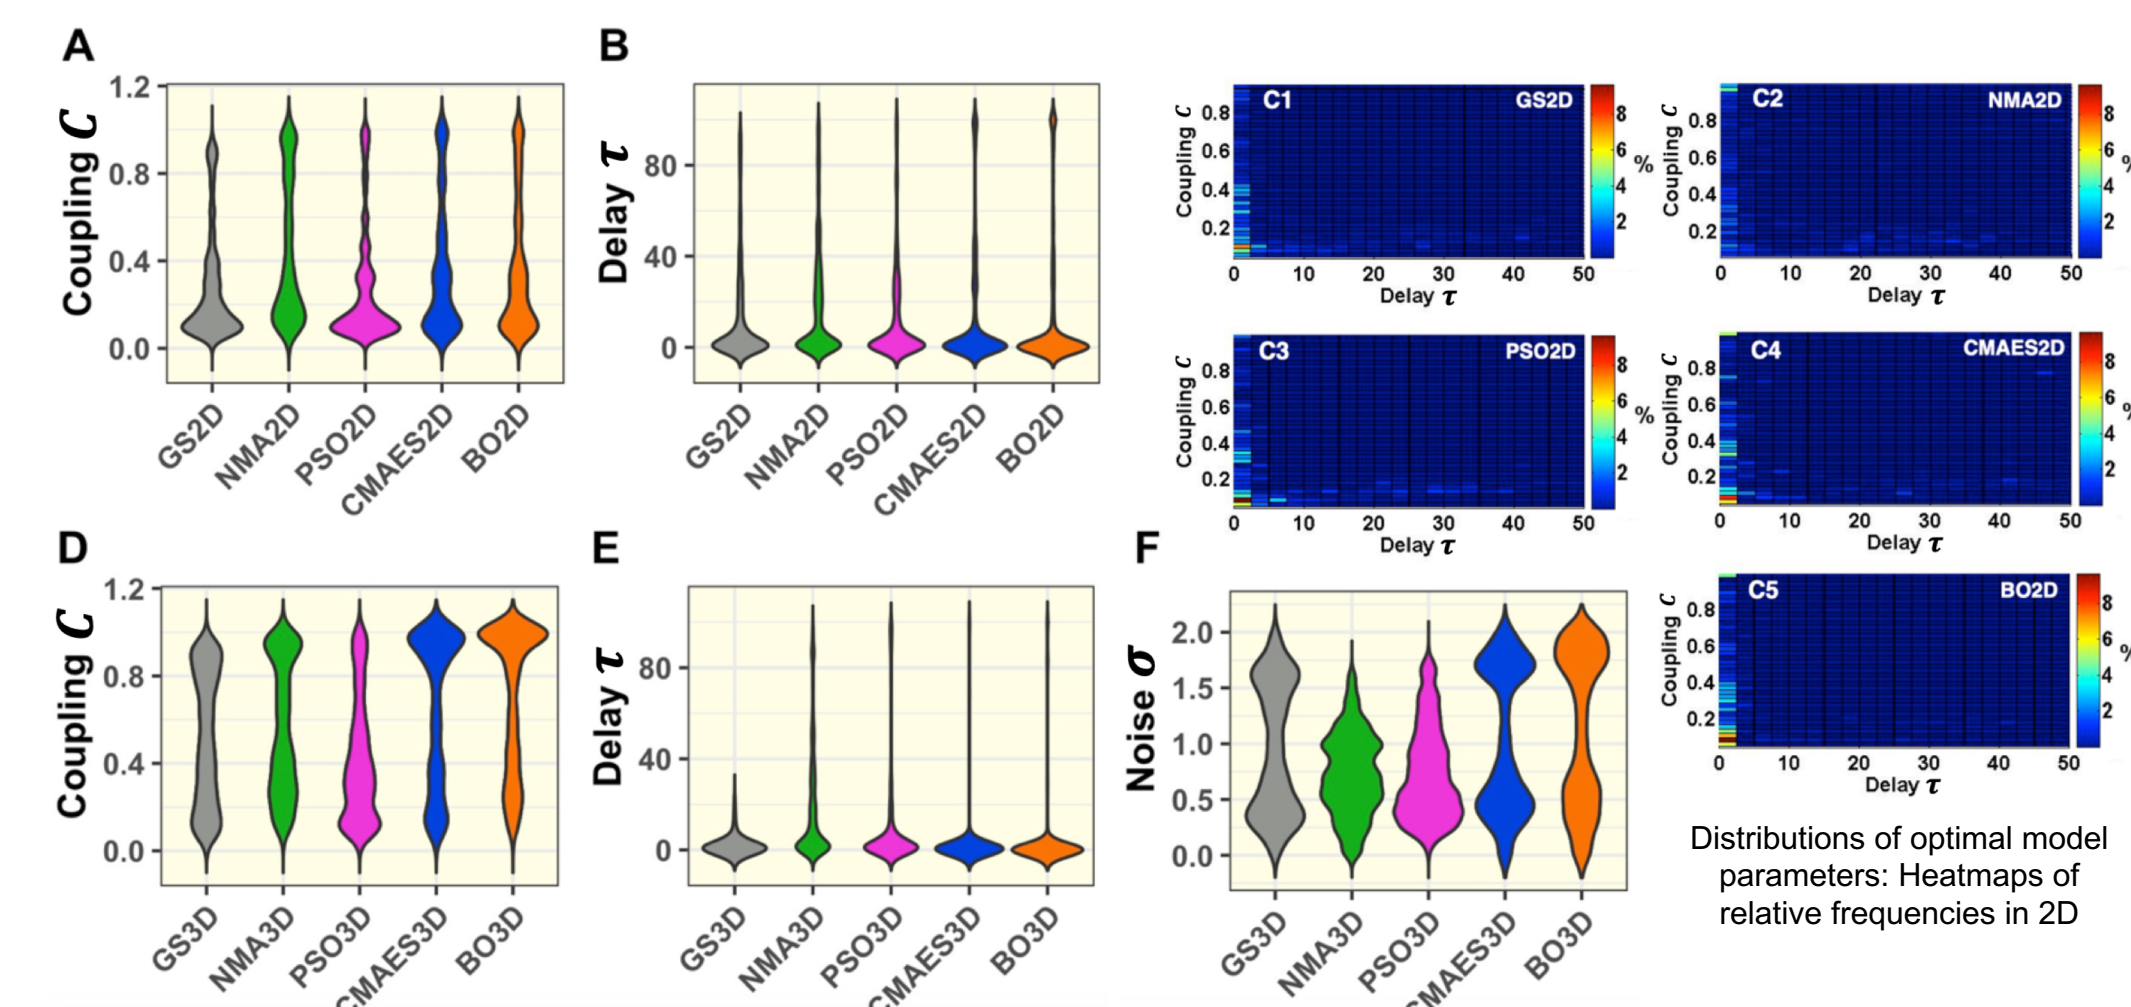 A
Coupling C
1.2
0.8
0.4
0.0
GS2D
NMA2D
PSO2D
CMAES2D
BO2D
B
Delay τ
80
40
0
GS2D
NMA2D
PSO2D
CMAES2D
BO2D
C1
GS2D
Coupling C
0.8
0.6
0.4
0.2
0 10 20 30 40 50
Delay τ
8
6
4
2
%
C2
NMA2D
Coupling C
0.8
0.6
0.4
0.2
0 10 20 30 40 50
Delay τ
8
6
4
2
%
C3
PSO2D
Coupling C
0.8
0.6
0.4
0.2
0 10 20 30 40 50
Delay τ
8
6
4
2
%
C4
CMAES2D
Coupling C
0.8
0.6
0.4
0.2
0 10 20 30 40 50
Delay τ
8
6
4
2
%
D
Coupling C
1.2
0.8
0.4
0.0
GS3D
NMA3D
PSO3D
CMAES3D
BO3D
E
Delay τ
80
40
0
GS3D
NMA3D
PSO3D
CMAES3D
BO3D
F
Noise σ
2.0
1.5
1.0
0.5
0.0
GS3D
NMA3D
PSO3D
CMAES3D
BO3D
C5
BO2D
Coupling C
0.8
0.6
0.4
0.2
0 10 20 30 40 50
Delay τ
8
6
4
2
%
Distributions of optimal model
parameters: Heatmaps of
relative frequencies in 2D